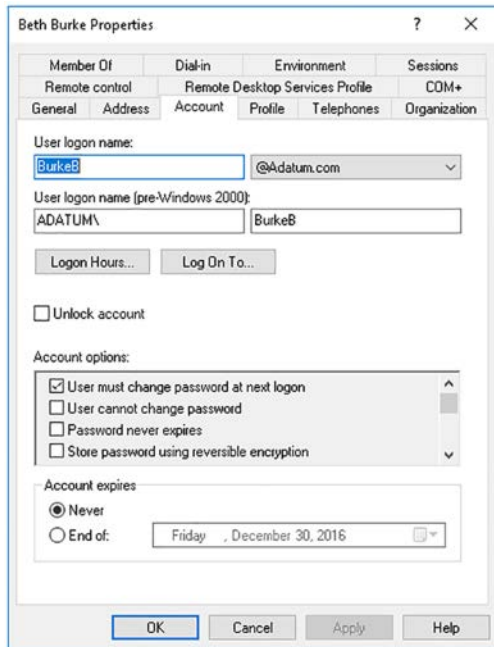 Beth Burke Properties ? ×
Member Of Dial-in Environment Sessions
Remote control Remote Desktop Services Profile COM+
General Address Account Profile Telephones Organization
User logon name:
BurkeB @Adatum.com
User logon name (pre-Windows 2000):
ADATUM\ BurkeB
Logon Hours... Log On To...
Unlock account
Account options:
User must change password at next logon
User cannot change password
Password never expires
Store password using reversible encryption
Account expires
Never
End of: Friday , December 30, 2016
OK Cancel Apply Help